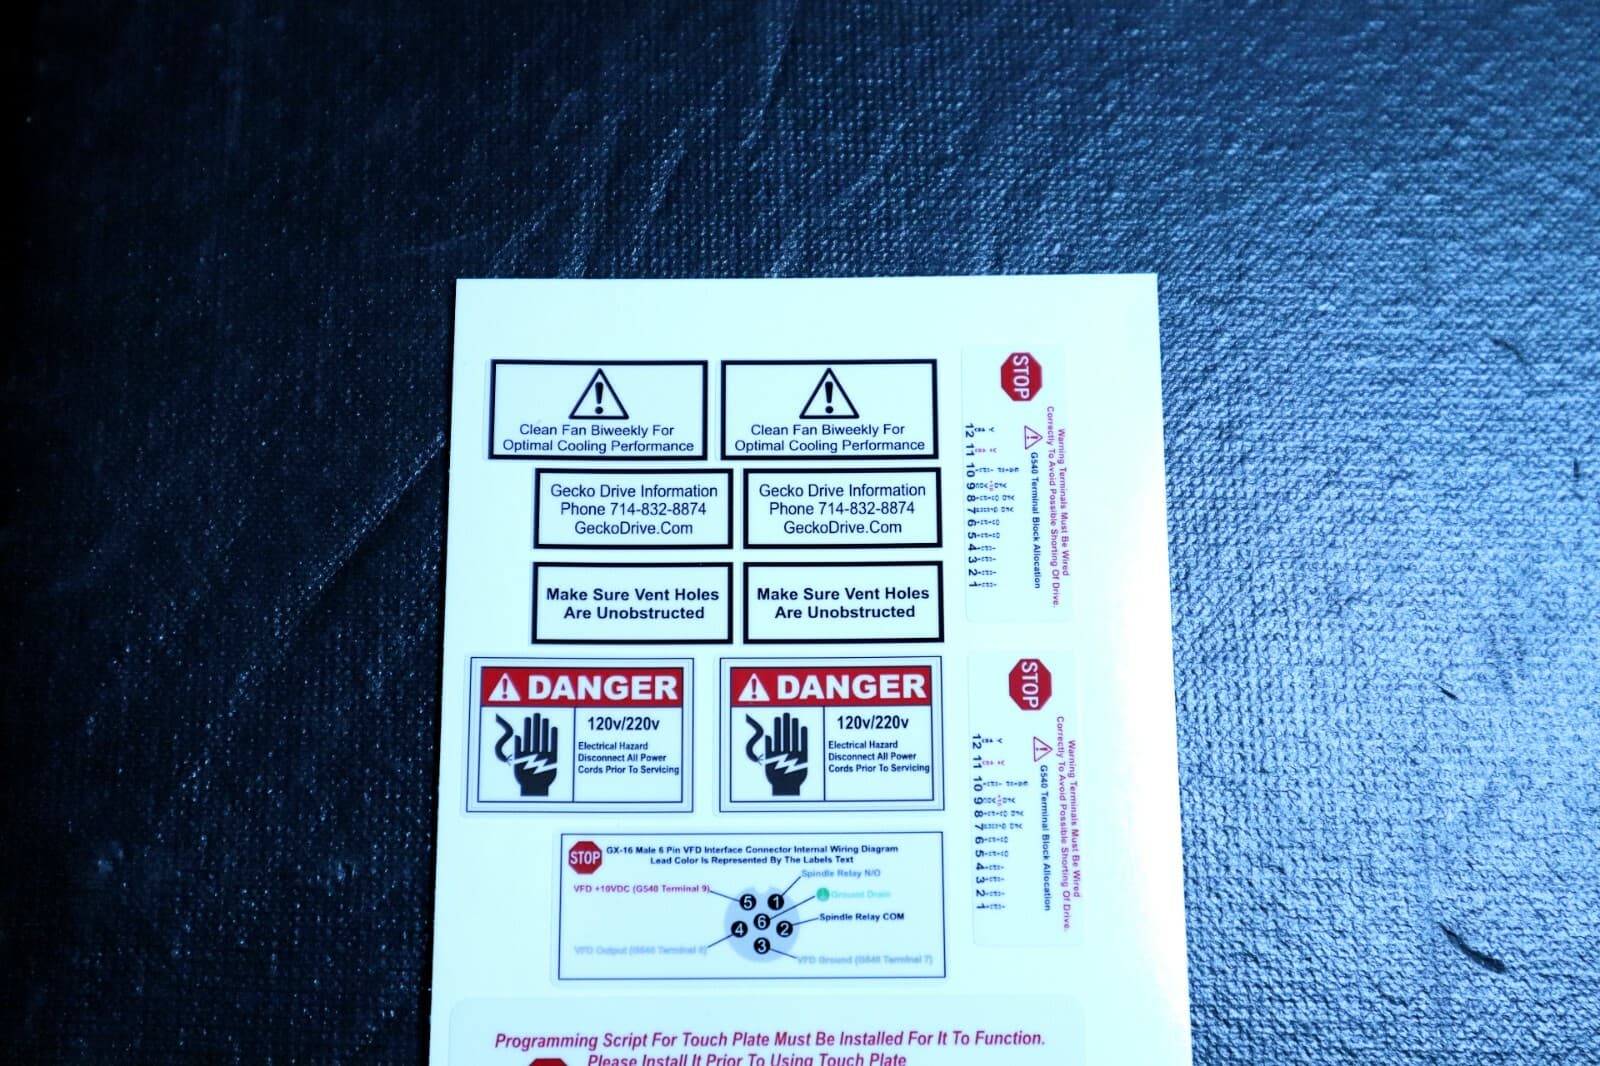 Clean Fan Biweekly For
Optimal Cooling Performance
Clean Fan Biweekly For
Optimal Cooling Performance
Gecko Drive Information
Phone 714-832-8874
GeckoDrive.Com
Gecko Drive Information
Phone 714-832-8874
GeckoDrive.Com
Make Sure Vent Holes
Are Unobstructed
Make Sure Vent Holes
Are Unobstructed
DANGER
120v/220v
Electrical Hazard
Disconnect All Power
Cords Prior To Servicing
DANGER
120v/220v
Electrical Hazard
Disconnect All Power
Cords Prior To Servicing
STOP
GX-16 Male 6 Pin VFD Interface Connector Internal Wiring Diagram
Lead Color Is Represented By The Labels Text
Spindle Relay N/O
VFD +10VDC (G540 Terminal 9)
Ground Drain
5 1
6
4 2
3
Spindle Relay COM
VFD Output (G540 Terminal 8)
VFD Ground (G540 Terminal 7)
Programming Script For Touch Plate Must Be Installed For It To Function.
Please Install It Prior To Using Touch Plate
STOP
Warning Terminals Must Be Wired
Correctly To Avoid Possible Shorting Of Drive.
G540 Terminal Block Allocation
12 11 10 9 8 7 6 5 4 3 2 1
STOP
Warning Terminals Must Be Wired
Correctly To Avoid Possible Shorting Of Drive.
G540 Terminal Block Allocation
12 11 10 9 8 7 6 5 4 3 2 1